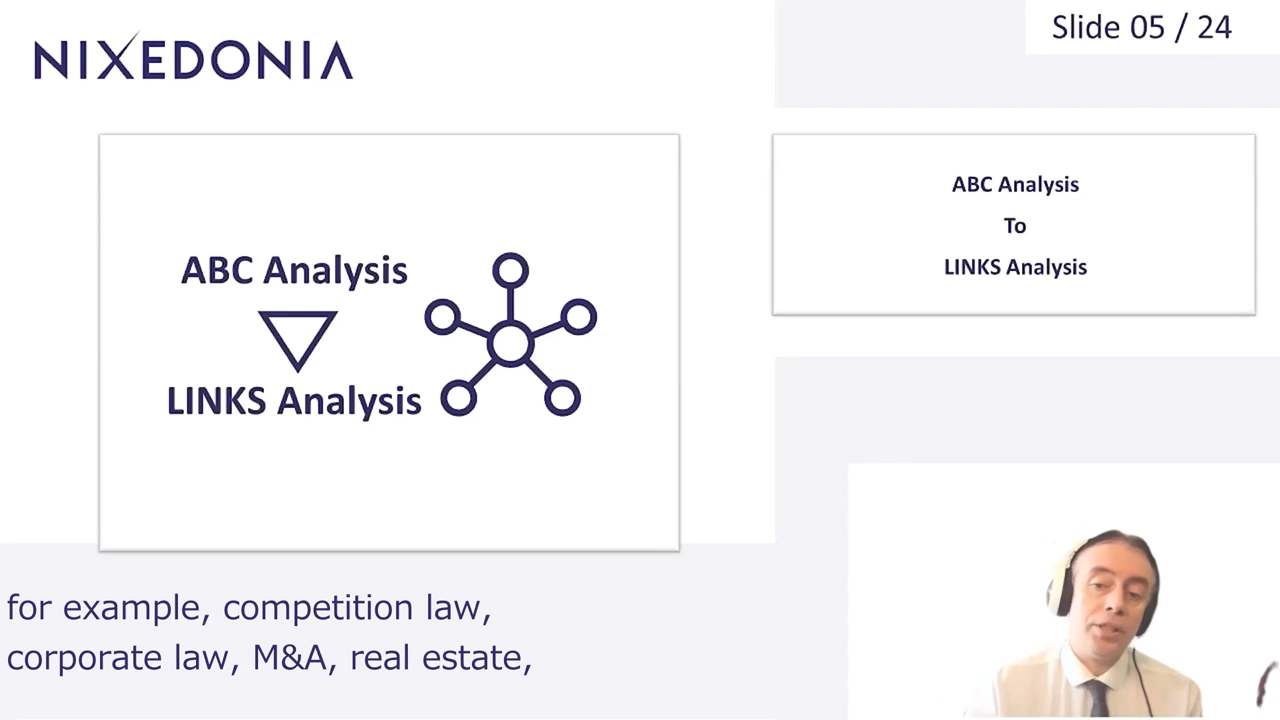 NIXEDONIA
Slide 05 / 24
ABC Analysis
LINKS Analysis
ABC Analysis
To
LINKS Analysis
for example, competition law,
corporate law, M&A, real estate,